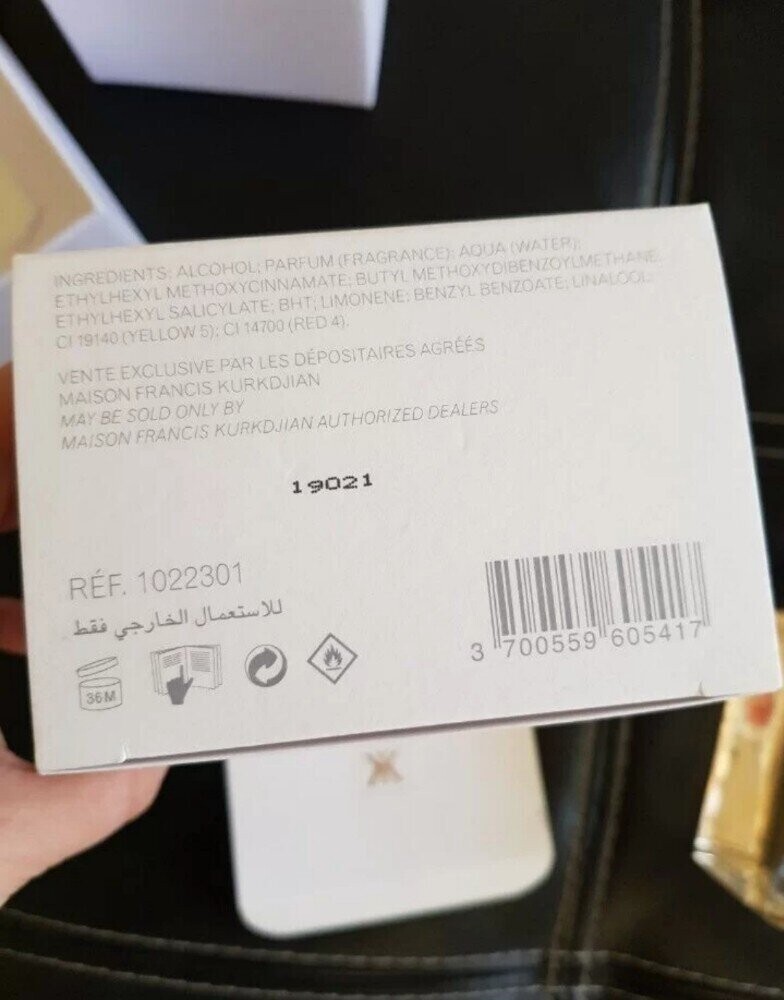 INGREDIENTS: ALCOHOL; PARFUM (FRAGRANCE); AQUA (WATER);
ETHYLHEXYL METHOXYCINNAMATE; BUTYL METHOXYDIBENZOYLMETHANE;
ETHYLHEXYL SALICYLATE; BHT; LIMONENE; BENZYL BENZOATE; LINALOOL;
CI 19140 (YELLOW 5); CI 14700 (RED 4).
VENTE EXCLUSIVE PAR LES DÉPOSITAIRES AGRÉÉS
MAISON FRANCIS KURKDJIAN
MAY BE SOLD ONLY BY
MAISON FRANCIS KURKDJIAN AUTHORIZED DEALERS
19021
RÉF. 1022301
للاستعمال الخارجي فقط
36M
3 700559 605417